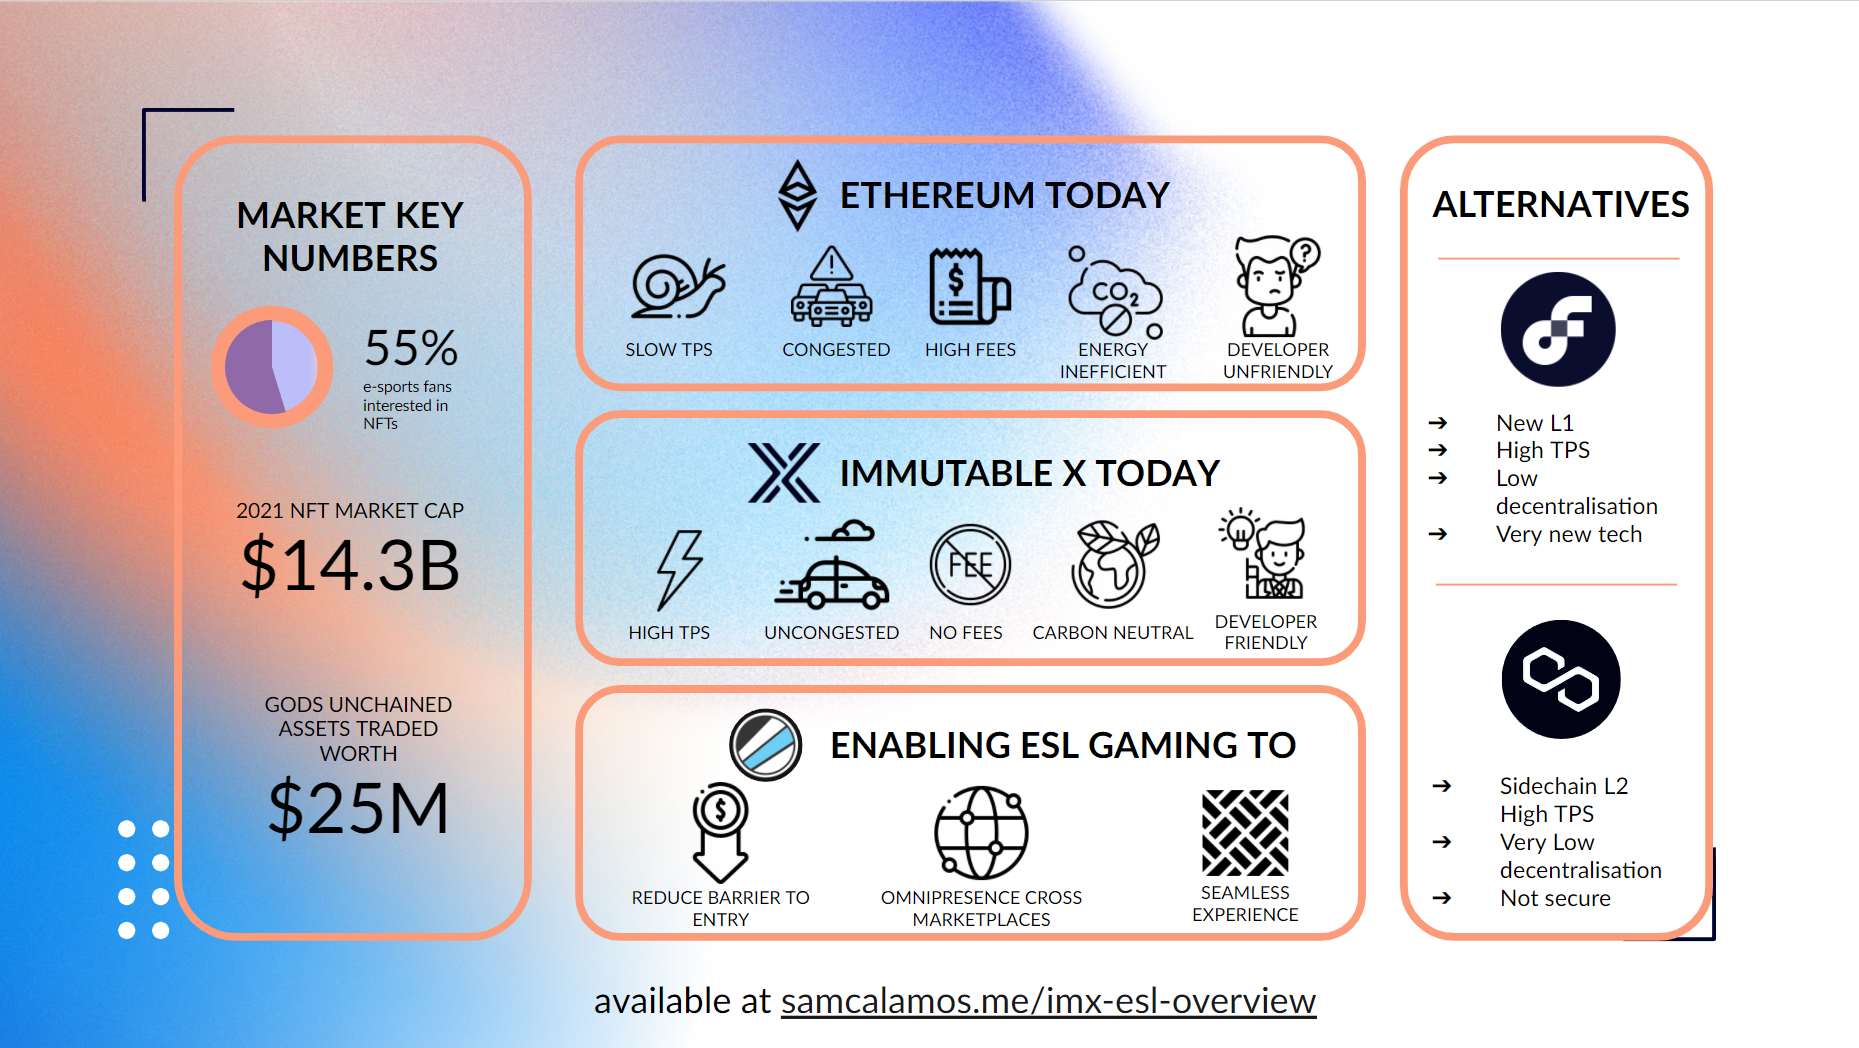 MARKET KEY
NUMBERS
55%
e-sports fans
interested in
NFTs
2021 NFT MARKET CAP
$14.3B
GODS UNCHAINED
ASSETS TRADED
WORTH
$25M
ETHEREUM TODAY
$
CO2
?
SLOW TPS
CONGESTED
HIGH FEES
ENERGY
INEFFICIENT
DEVELOPER
UNFRIENDLY
IMMUTABLE X TODAY
FEE
HIGH TPS
UNCONGESTED
NO FEES
CARBON NEUTRAL
DEVELOPER
FRIENDLY
ENABLING ESL GAMING TO
$
REDUCE BARRIER TO
ENTRY
OMNIPRESENCE CROSS
MARKETPLACES
SEAMLESS
EXPERIENCE
ALTERNATIVES
➔ New L1
➔ High TPS
➔ Low
decentralisation
➔ Very new tech
➔ Sidechain L2
High TPS
➔ Very Low
decentralisation
➔ Not secure
available at samcalamos.me/imx-esl-overview